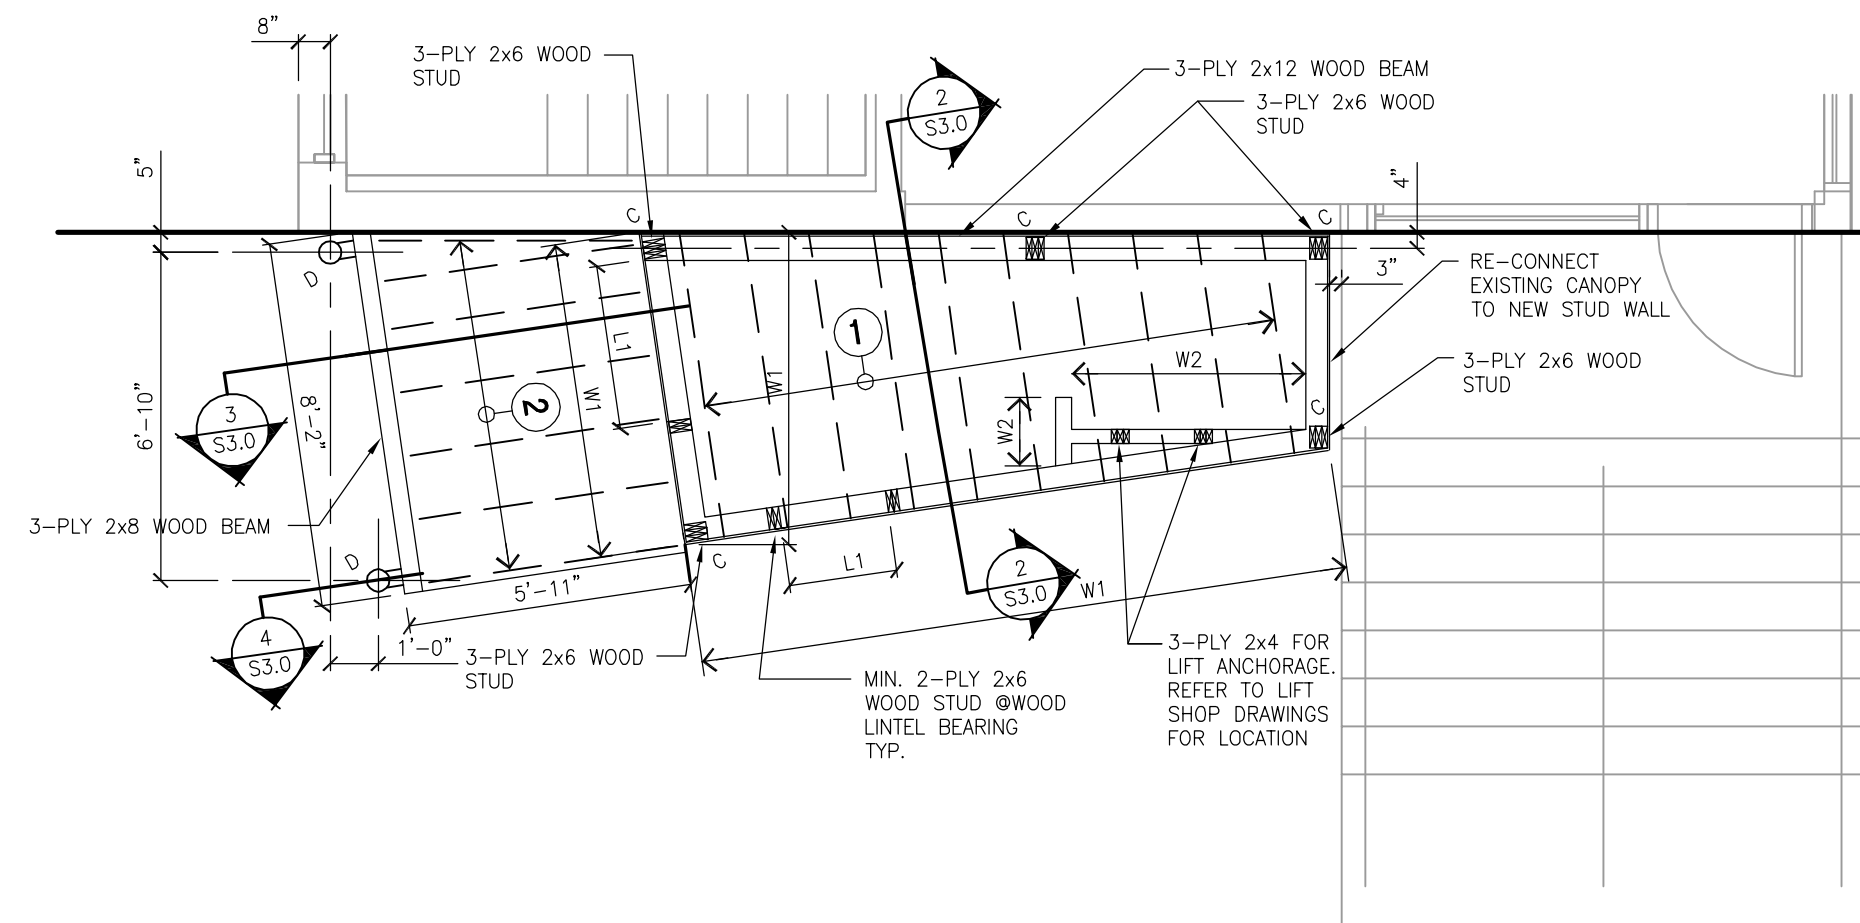 8"
3-PLY 2x6 WOOD
STUD
2
S3.0
3-PLY 2x12 WOOD BEAM
3-PLY 2x6 WOOD
STUD
5"
4"
C
C
C
D
RE-CONNECT
EXISTING CANOPY
TO NEW STUD WALL
3"
L1
1
W1
W2
3-PLY 2x6 WOOD
STUD
C
3
S3.0
8'-2"
6'-10"
2
W1
W2
3-PLY 2x8 WOOD BEAM
D
C
L1
5'-11"
2
S3.0
W1
4
S3.0
1'-0"
3-PLY 2x6 WOOD
STUD
MIN. 2-PLY 2x6
WOOD STUD @WOOD
LINTEL BEARING
TYP.
3-PLY 2x4 FOR
LIFT ANCHORAGE.
REFER TO LIFT
SHOP DRAWINGS
FOR LOCATION